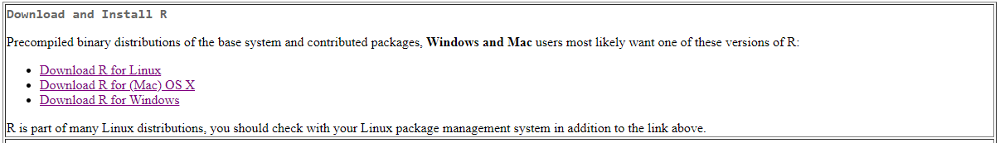 Download and Install R
Precompiled binary distributions of the base system and contributed packages, Windows and Mac users most likely want one of these versions of R:
Download R for Linux
Download R for (Mac) OS X
Download R for Windows
R is part of many Linux distributions, you should check with your Linux package management system in addition to the link above.